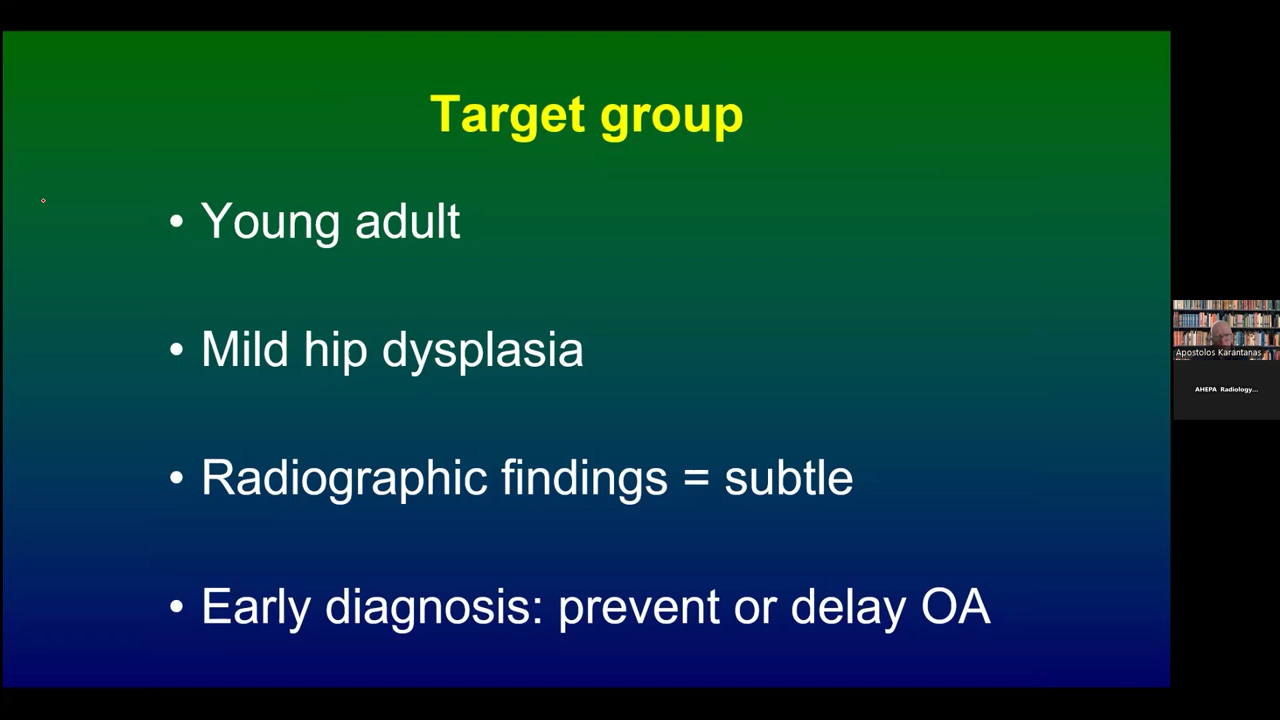 Target group
• Young adult
• Mild hip dysplasia
• Radiographic findings = subtle
• Early diagnosis: prevent or delay OA
Apostolos Karantanas
AHEPA Radiology...